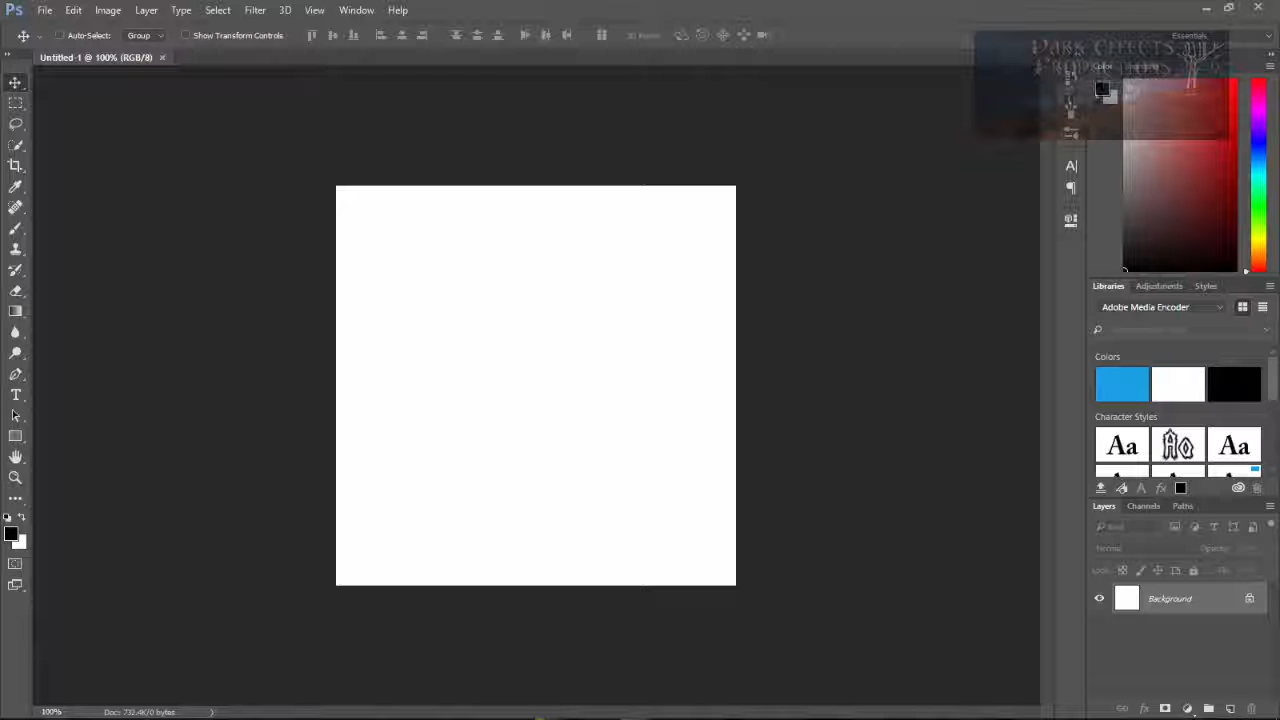 Ps File Edit Image Layer Type Select Filter 3D View Window Help
Auto-Select: Group Show Transform Controls
Essentials
Untitled-1 @ 100% (RGB/8)
Color
Libraries Adjustments Styles
Adobe Media Encoder
Colors
Character Styles
Aa Aa Aa
Layers Channels Paths
Normal Opacity:
Lock:
Background
100% Doc: 732.4K/0 bytes